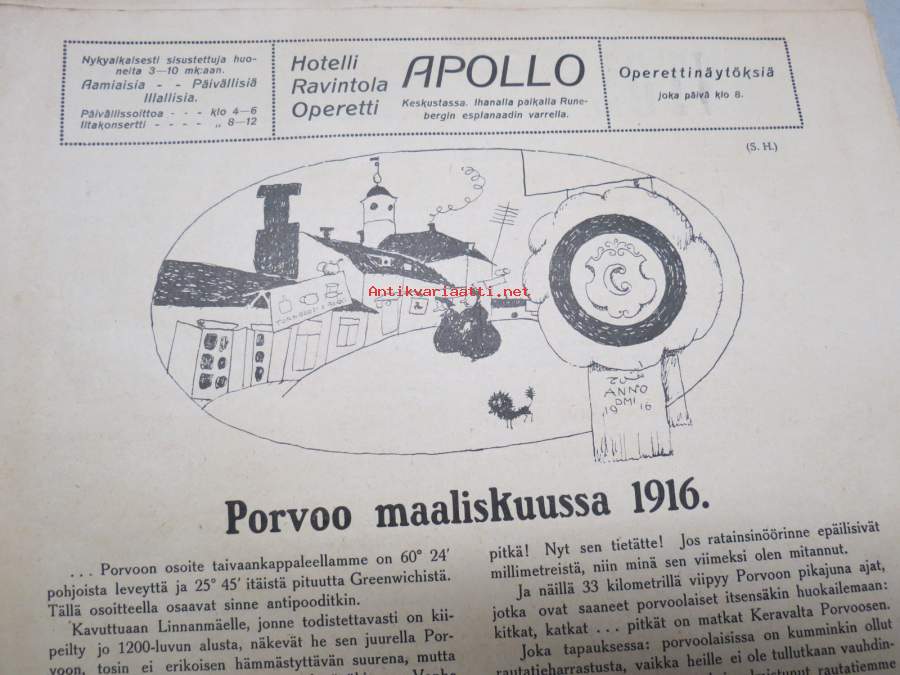 Nykyaikaisesti sisustettuja huo-
neita 3—10 mk:aan.
Aamiaisia - - Päivällisiä
Illallisia.
Päivällissoittoa - - - klo 4—6
Iltakonsertti - - - - - „ 8—12
Hotelli
Ravintola
Operetti
APOLLO
Keskustassa. Ihanalla paikalla Rune-
bergin esplanaadin varrella.
Operettinäytöksiä
joka päivä klo 8.
(S. H.)
Antikvariaatti.net
ANNO
DMI
1916
Porvoo maaliskuussa 1916.
... Porvoon osoite taivaankappaleellamme on 60° 24′
pohjoista leveyttä ja 25° 45′ itäistä pituutta Greenwichistä.
Tällä osoitteella osaavat sinne antipooditkin.
Kavuttuaan Linnanmäelle, jonne todistettavasti on kii-
peilty jo 1200-luvun alusta, näkevät he sen juurella Por-
voon, tosin ei erikoisen hämmästyttävän suurena, mutta
pitkä! Nyt sen tietätte! Jos ratainsinöörinne epäilisivät
millimetreistä, niin minä sen viimeksi olen mitannut.
Ja näillä 33 kilometrillä viipyy Porvoon pikajuna ajat,
jotka ovat saaneet porvoolaiset itsensäkin huokailemaan:
kitkat, katkat ... pitkät on matkat Keravalta Porvoosen.
Joka tapauksessa: porvoolaisissa on kumminkin ollut
rautatieharrastusta, vaikka heille ei ole tullutkaan vauhdin-
rautatiemme